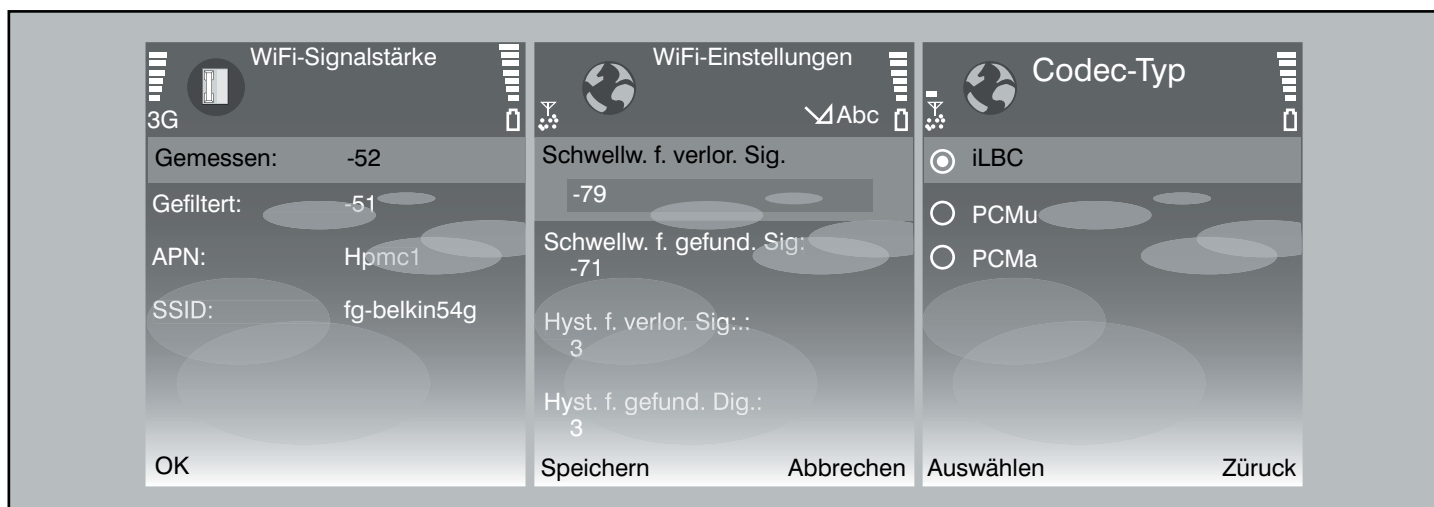 WiFi-Signalstärke
3G
Gemessen: -52
Gefiltert: -51
APN: Hpmc1
SSID: fg-belkin54g
OK
WiFi-Einstellungen
Abc
Schwellw. f. verlor. Sig.
-79
Schwellw. f. gefund. Sig:
-71
Hyst. f. verlor. Sig:.:
3
Hyst. f. gefund. Dig.:
3
Speichern Abbrechen
Codec-Typ
iLBC
PCMu
PCMa
Auswählen Züruck